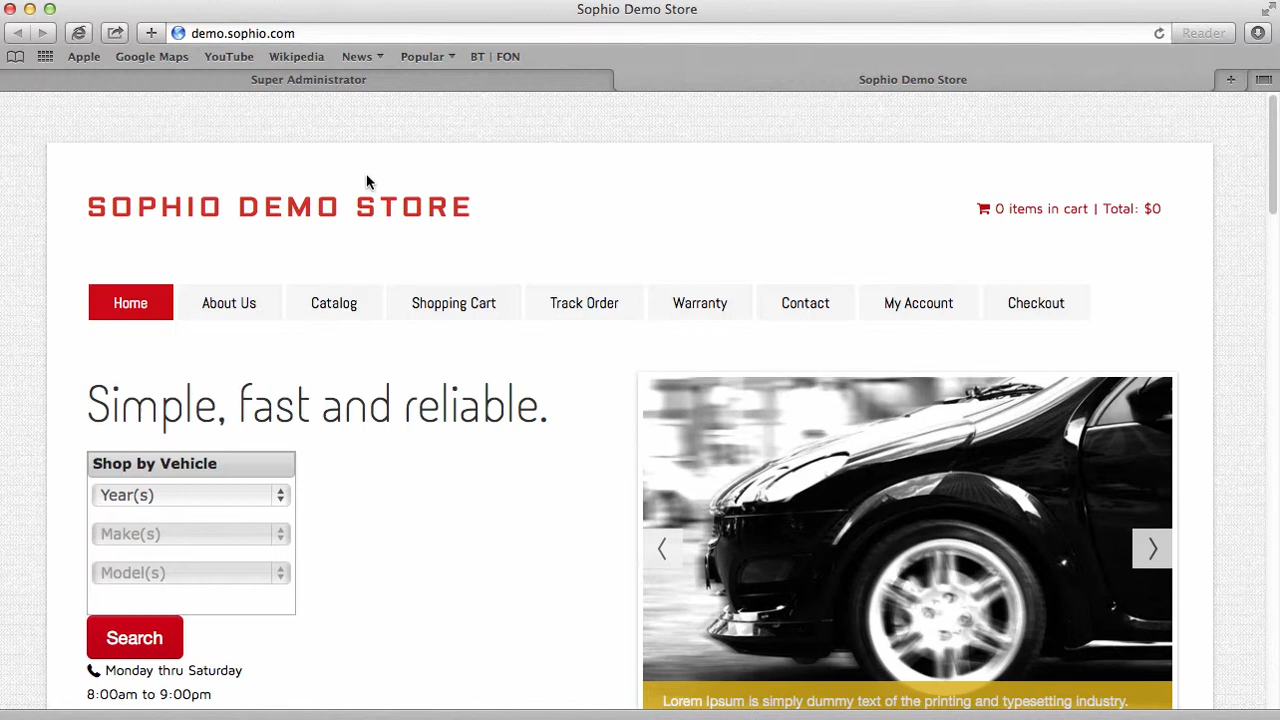 Sophio Demo Store
demo.sophio.com
Reader
Apple Google Maps YouTube Wikipedia News Popular BT | FON
Super Administrator Sophio Demo Store
SOPHIO DEMO STORE
0 items in cart | Total: $0
Home About Us Catalog Shopping Cart Track Order Warranty Contact My Account Checkout
Simple, fast and reliable.
Shop by Vehicle
Year(s)
Make(s)
Model(s)
Search
Monday thru Saturday
8:00am to 9:00pm
Lorem Ipsum is simply dummy text of the printing and typesetting industry.